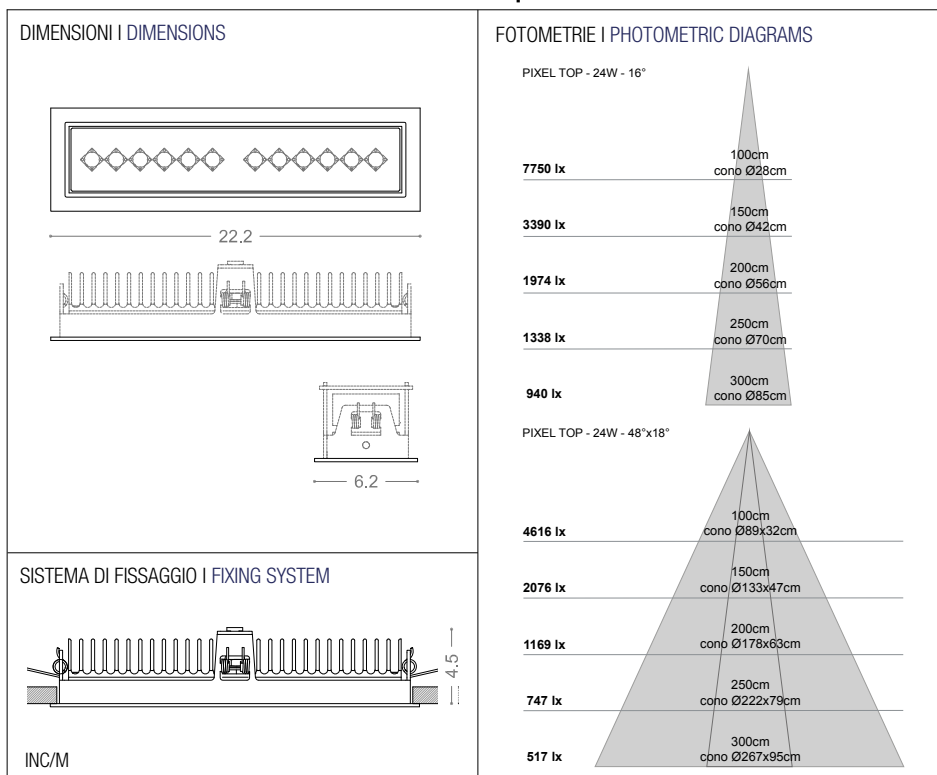 DIMENSIONI I DIMENSIONS
22.2
6.2
SISTEMA DI FISSAGGIO I FIXING SYSTEM
4.5
INC/M
FOTOMETRIE I PHOTOMETRIC DIAGRAMS
PIXEL TOP - 24W - 16°
100cm
7750 lx cono Ø28cm
150cm
3390 lx cono Ø42cm
200cm
1974 lx cono Ø56cm
250cm
1338 lx cono Ø70cm
300cm
940 lx cono Ø85cm
PIXEL TOP - 24W - 48°x18°
100cm
4616 lx cono Ø89x32cm
150cm
2076 lx cono Ø133x47cm
200cm
1169 lx cono Ø178x63cm
250cm
747 lx cono Ø222x79cm
300cm
517 lx cono Ø267x95cm